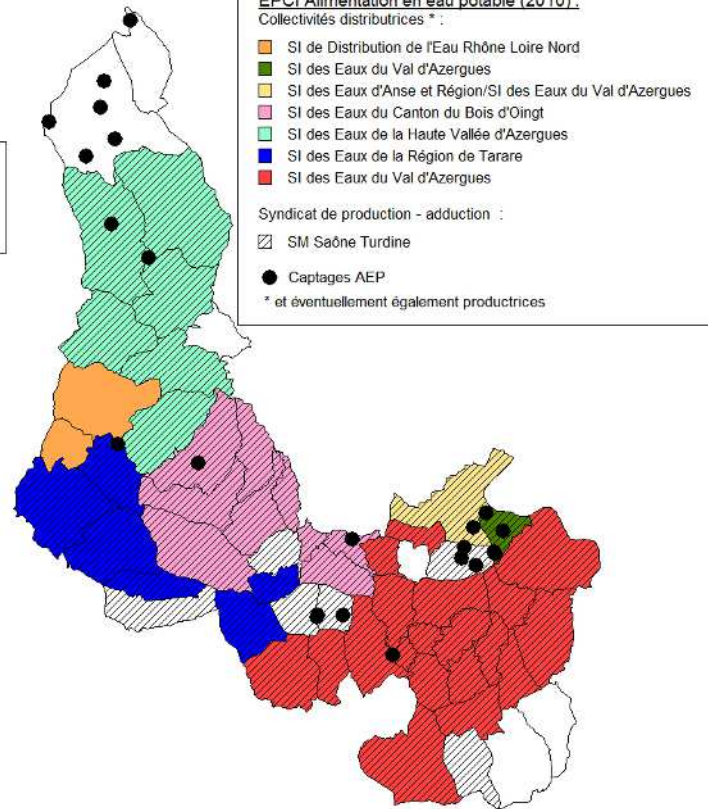 EPCI Alimentation en eau potable (2010) :
Collectivités distributrices * :
SI de Distribution de l'Eau Rhône Loire Nord
SI des Eaux du Val d'Azergues
SI des Eaux d'Anse et Région/SI des Eaux du Val d'Azergues
SI des Eaux du Canton du Bois d'Oingt
SI des Eaux de la Haute Vallée d'Azergues
SI des Eaux de la Région de Tarare
SI des Eaux du Val d'Azergues
Syndicat de production - adduction :
SM Saône Turdine
Captages AEP
* et éventuellement également productrices